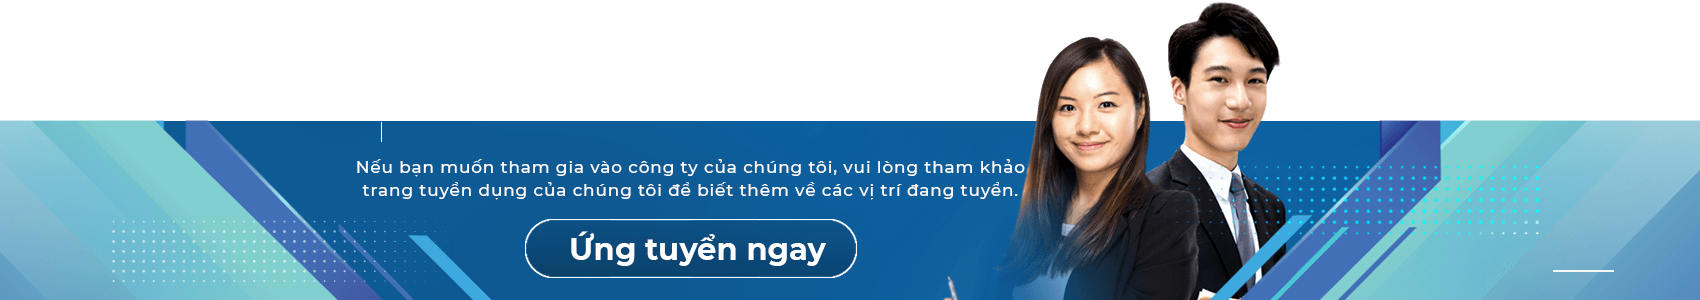 Nếu bạn muốn tham gia vào công ty của chúng tôi, vui lòng tham khảo
trang tuyển dụng của chúng tôi để biết thêm về các vị trí đang tuyển.
Ứng tuyển ngay